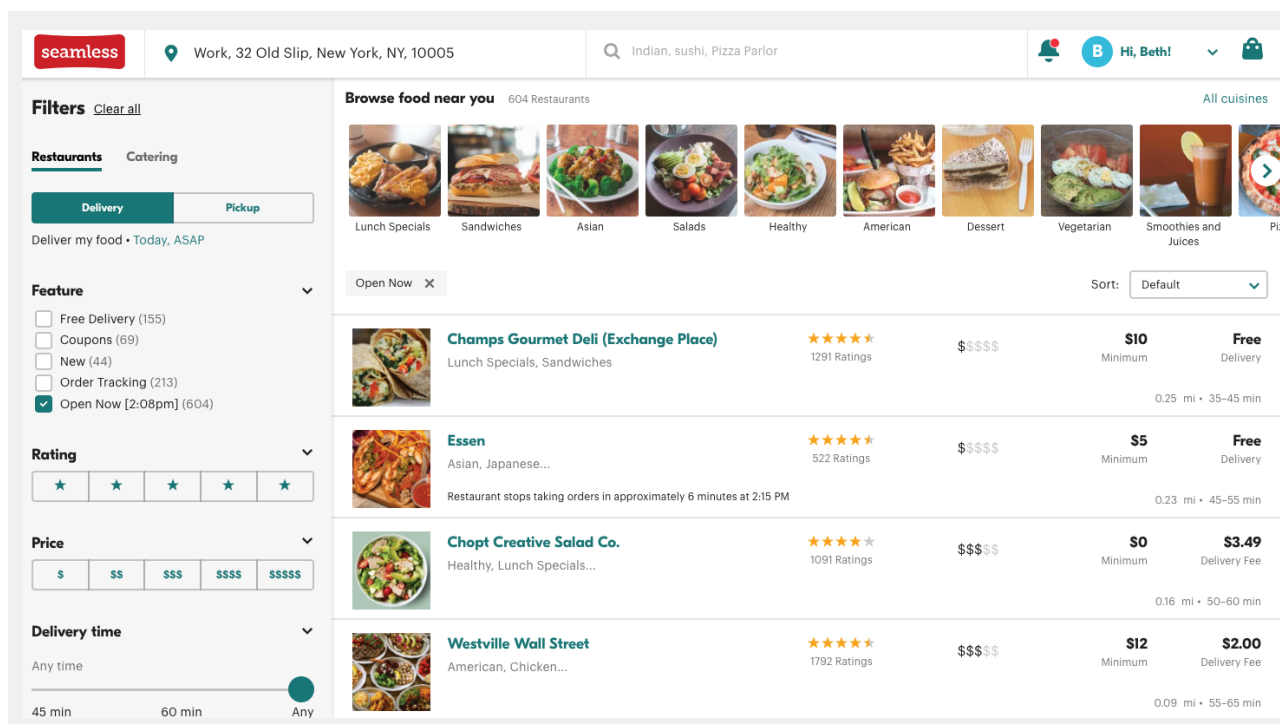 seamless
Work, 32 Old Slip, New York, NY, 10005
Indian, sushi, Pizza Parlor
B
Hi, Beth!
Filters Clear all
Restaurants Catering
Delivery Pickup
Deliver my food • Today, ASAP
Feature
Free Delivery (155)
Coupons (69)
New (44)
Order Tracking (213)
Open Now [2:08pm] (604)
Rating
Price
$ $$ $$$ $$$$ $$$$$
Delivery time
Any time
45 min 60 min Any
Browse food near you 604 Restaurants
All cuisines
Lunch Specials
Sandwiches
Asian
Salads
Healthy
American
Dessert
Vegetarian
Smoothies and
Juices
Open Now
Sort: Default
Champs Gourmet Deli (Exchange Place)
Lunch Specials, Sandwiches
1291 Ratings
$$$$$
$10
Minimum
Free
Delivery
0.25 mi • 35–45 min
Essen
Asian, Japanese...
Restaurant stops taking orders in approximately 6 minutes at 2:15 PM
522 Ratings
$$$$$
$5
Minimum
Free
Delivery
0.23 mi • 45–55 min
Chopt Creative Salad Co.
Healthy, Lunch Specials...
1091 Ratings
$$$$$
$0
Minimum
$3.49
Delivery Fee
0.16 mi • 50–60 min
Westville Wall Street
American, Chicken...
1792 Ratings
$$$$$
$12
Minimum
$2.00
Delivery Fee
0.09 mi • 55–65 min